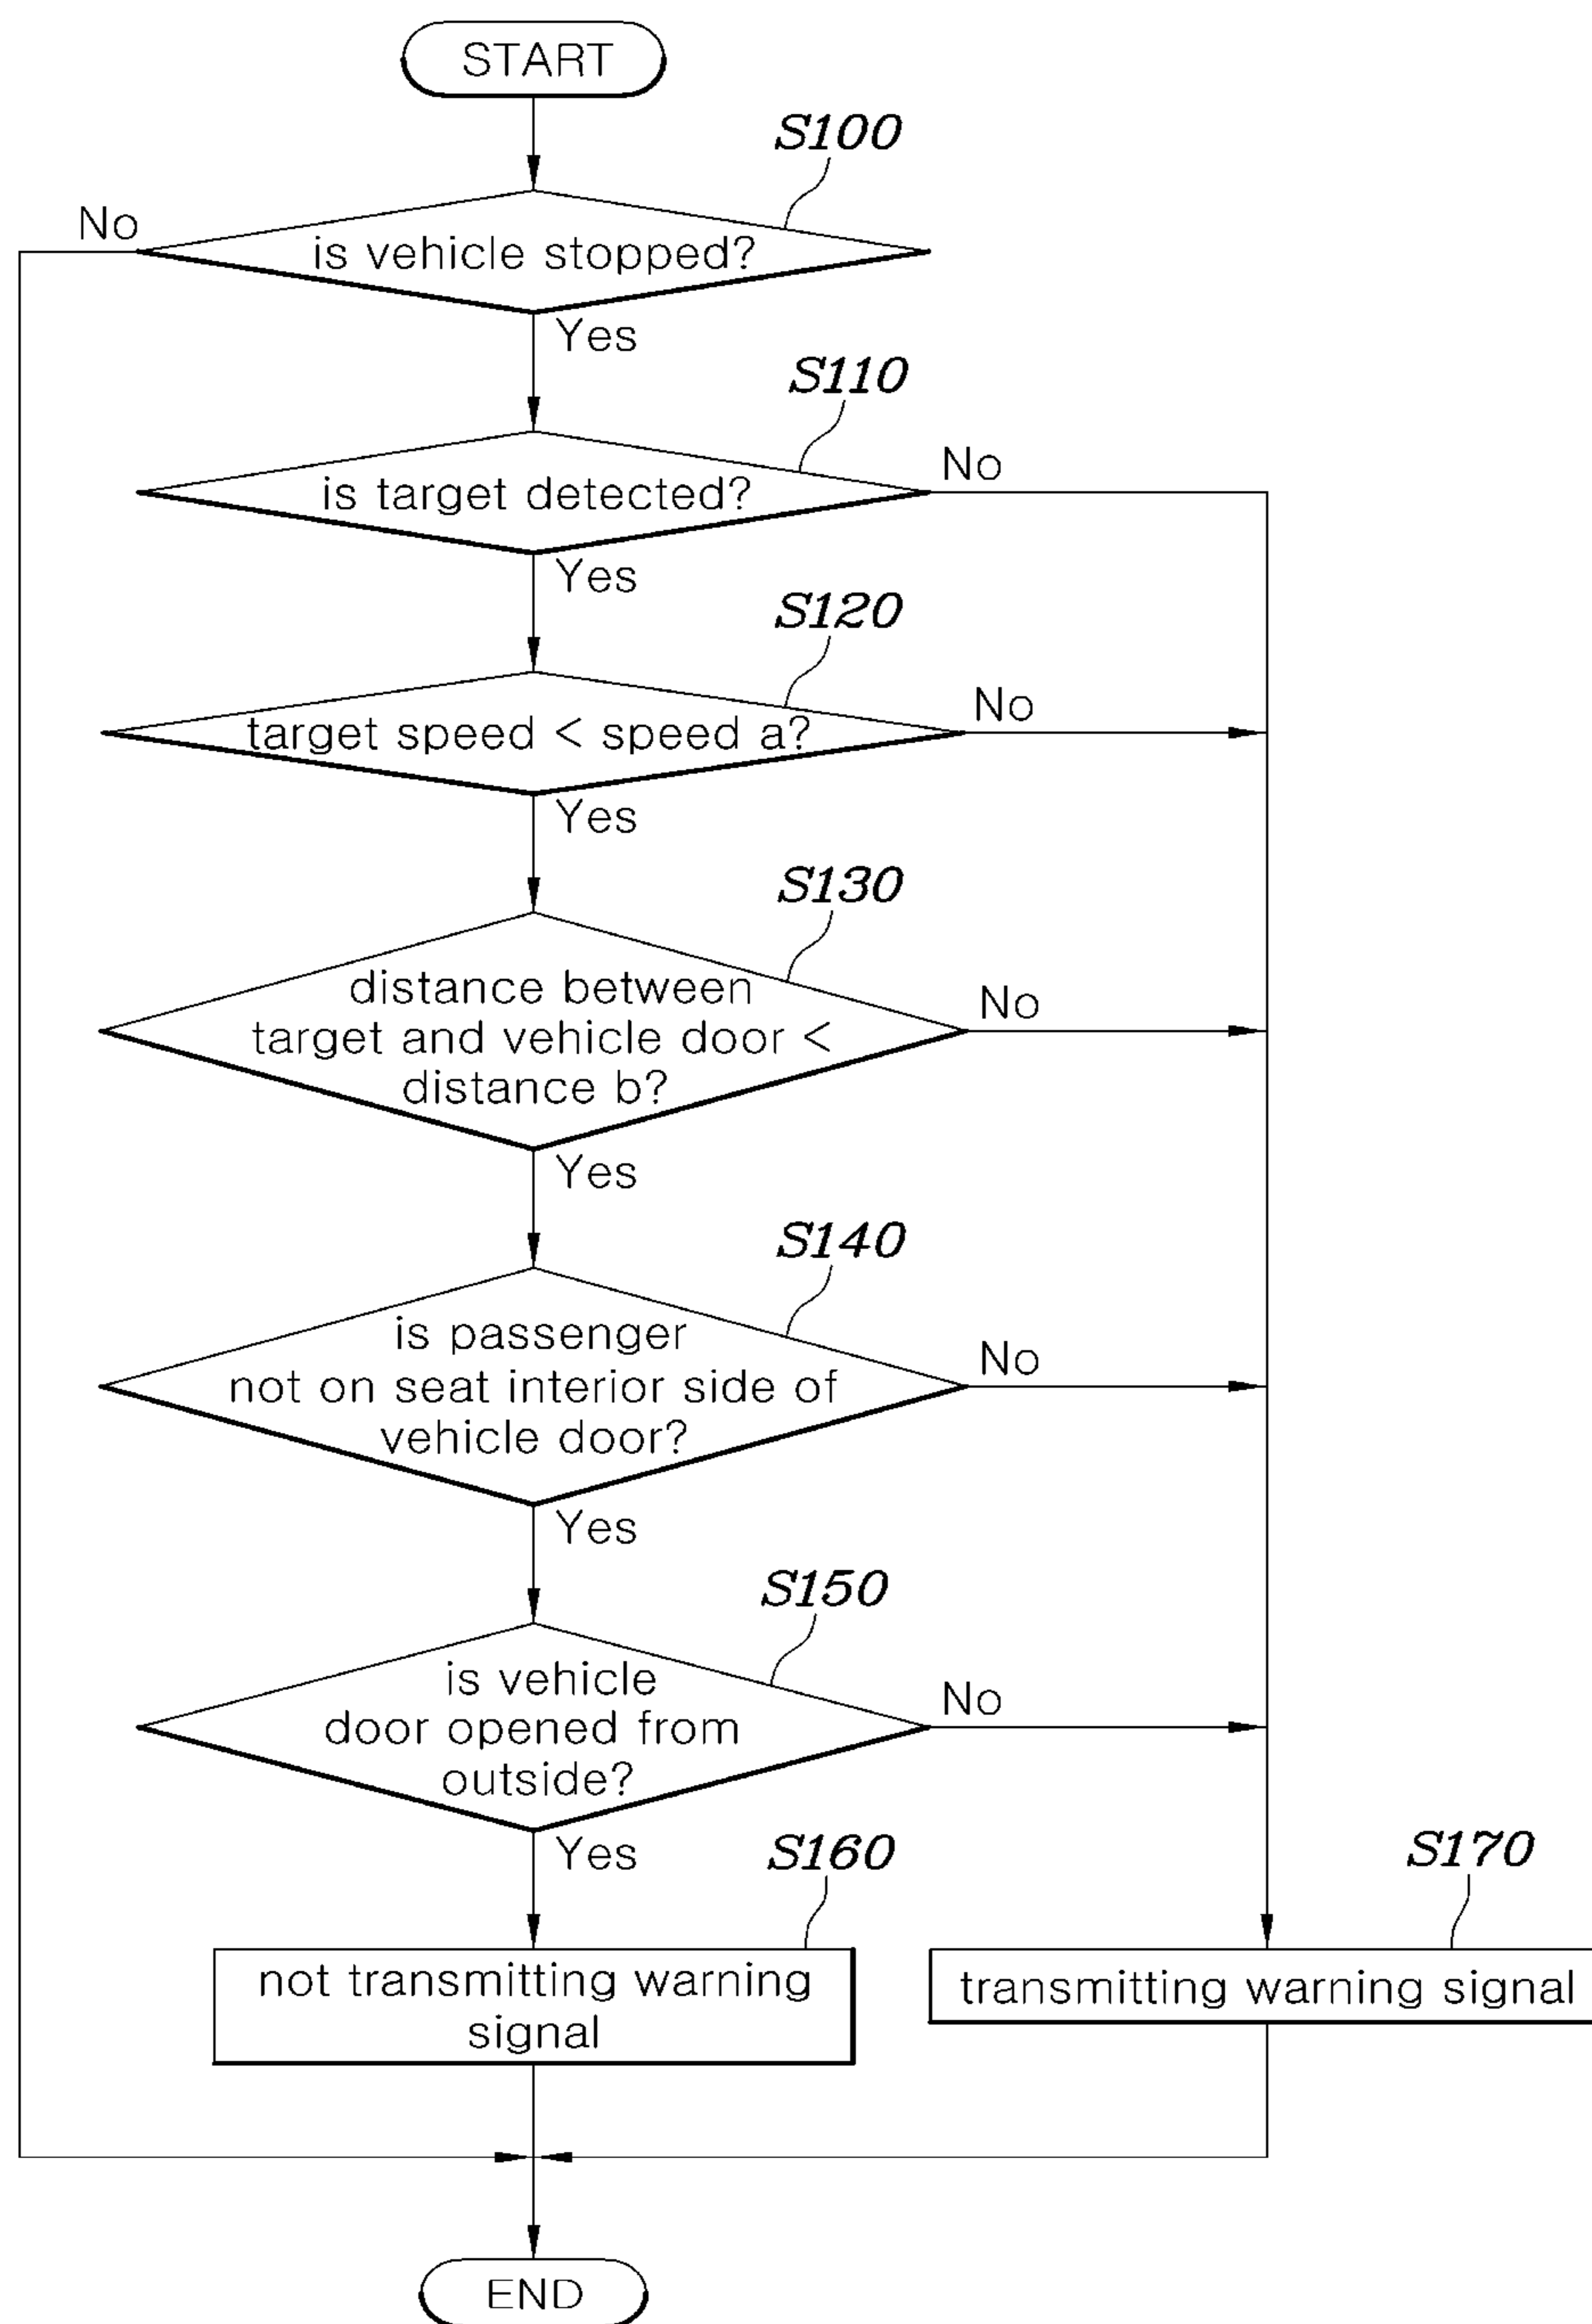 START
S100
No
is vehicle stopped?
Yes
S110
No
is target detected?
Yes
S120
No
target speed < speed a?
Yes
S130
distance between
No
target and vehicle door <
distance b?
Yes
S140
is passenger
No
not on seat interior side of
vehicle door?
Yes
S150
is vehicle
No
door opened from
outside?
Yes
S160
S170
not transmitting warning
signal
transmitting warning signal
END